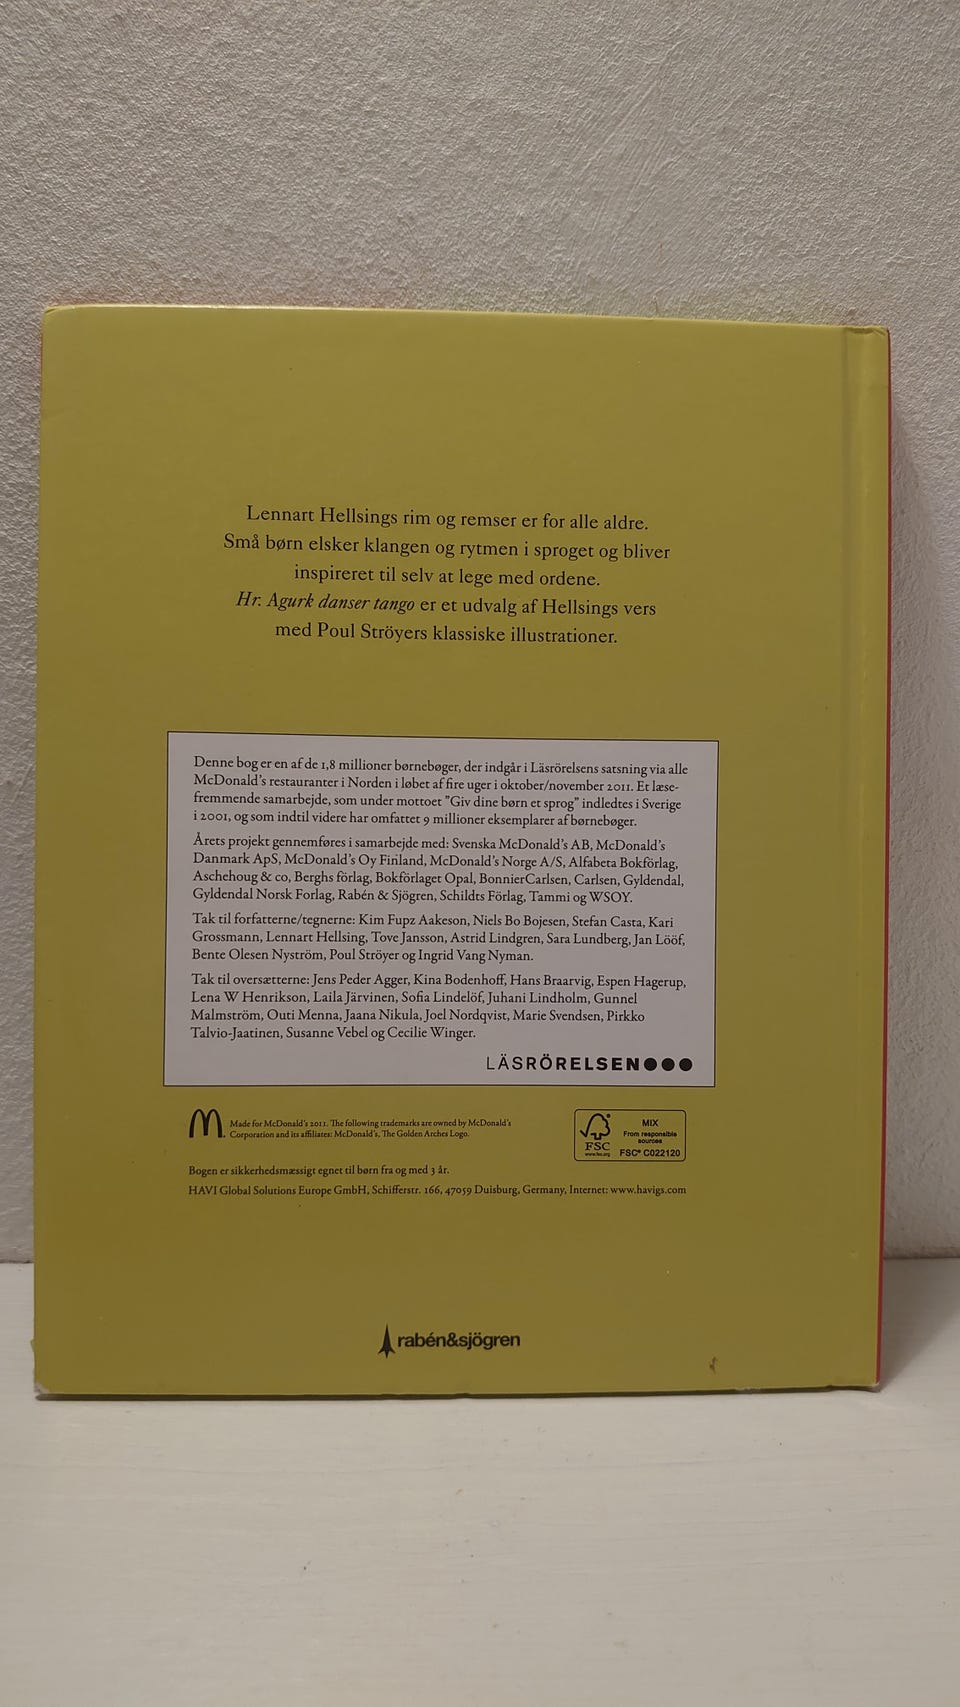 Lennart Hellsings rim og remser er for alle aldre.
Små børn elsker klangen og rytmen i sproget og bliver
inspireret til selv at lege med ordene.
Hr. Agurk danser tango er et udvalg af Hellsings vers
med Poul Ströyers klassiske illustrationer.
Denne bog er en af de 1,8 millioner børnebøger, der indgår i Läsrörelsens satsning via alle
McDonald's restauranter i Norden i løbet af fire uger i oktober/november 2011. Et læse-
fremmende samarbejde, som under mottoet "Giv dine børn et sprog" indledtes i Sverige
i 2001, og som indtil videre har omfattet 9 millioner eksemplarer af børnebøger.
Årets projekt gennemføres i samarbejde med: Svenska McDonald's AB, McDonald's
Danmark ApS, McDonald's Oy Finland, McDonald's Norge A/S, Alfabeta Bokförlag,
Aschehoug & co, Berghs förlag, Bokförlaget Opal, BonnierCarlsen, Carlsen, Gyldendal,
Gyldendal Norsk Forlag, Rabén & Sjögren, Schildts Förlag, Tammi og WSOY.
Tak til forfatterne/tegnerne: Kim Fupz Aakeson, Niels Bo Bojesen, Stefan Casta, Kari
Grossmann, Lennart Hellsing, Tove Jansson, Astrid Lindgren, Sara Lundberg, Jan Lööf,
Bente Olesen Nyström, Poul Ströyer og Ingrid Vang Nyman.
Tak til oversætterne: Jens Peder Agger, Kina Bodenhoff, Hans Braarvig, Espen Hagerup,
Lena W Henrikson, Laila Järvinen, Sofia Lindelöf, Juhani Lindholm, Gunnel
Malmström, Outi Menna, Jaana Nikula, Joel Nordqvist, Marie Svendsen, Pirkko
Talvio-Jaatinen, Susanne Vebel og Cecilie Winger.
LÄSRÖRELSEN●●●
Made for McDonald's 2011. The following trademarks are owned by McDonald's
Corporation and its affiliates: McDonald's, The Golden Arches Logo.
FSC
www.fsc.org
MIX
From responsible
sources
FSC® C022120
Bogen er sikkerhedsmæssigt egnet til børn fra og med 3 år.
HAVI Global Solutions Europe GmbH, Schifferstr. 166, 47059 Duisburg, Germany, Internet: www.havigs.com
rabén&sjögren